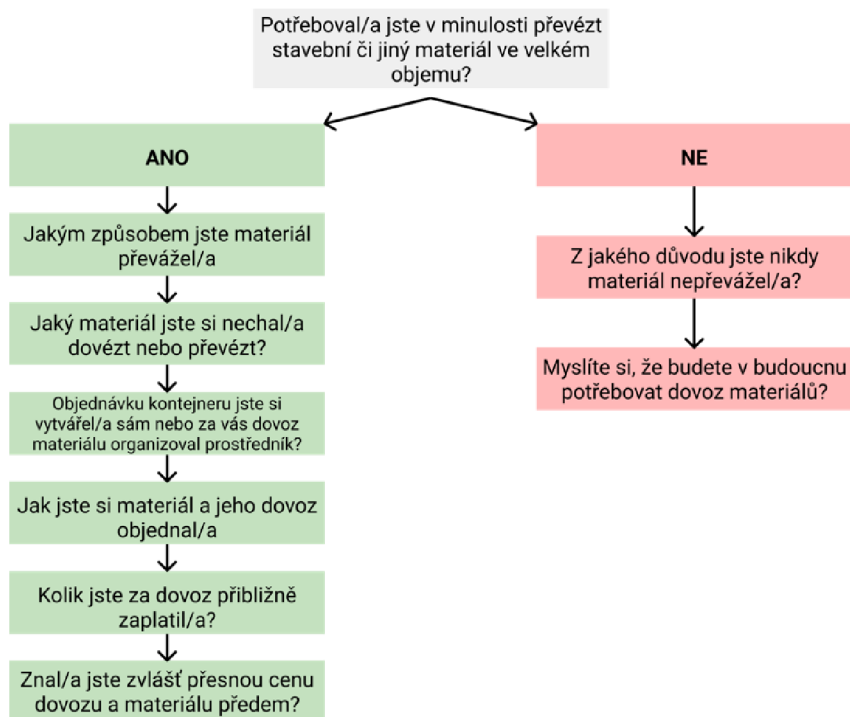 Potřeboval/a jste v minulosti převézt
stavební či jiný materiál ve velkém
objemu?
ANO
Jakým způsobem jste materiál
převážel/a
Jaký materiál jste si nechal/a
dovézt nebo převézt?
Objednávku kontejneru jste si
vytvářel/a sám nebo za vás dovoz
materiálu organizoval prostředník?
Jak jste si materiál a jeho dovoz
objednal/a
Kolik jste za dovoz přibližně
zaplatil/a?
Znal/a jste zvlášť přesnou cenu
dovozu a materiálu předem?
NE
Z jakého důvodu jste nikdy
materiál nepřevážel/a?
Myslíte si, že budete v budoucnu
potřebovat dovoz materiálů?